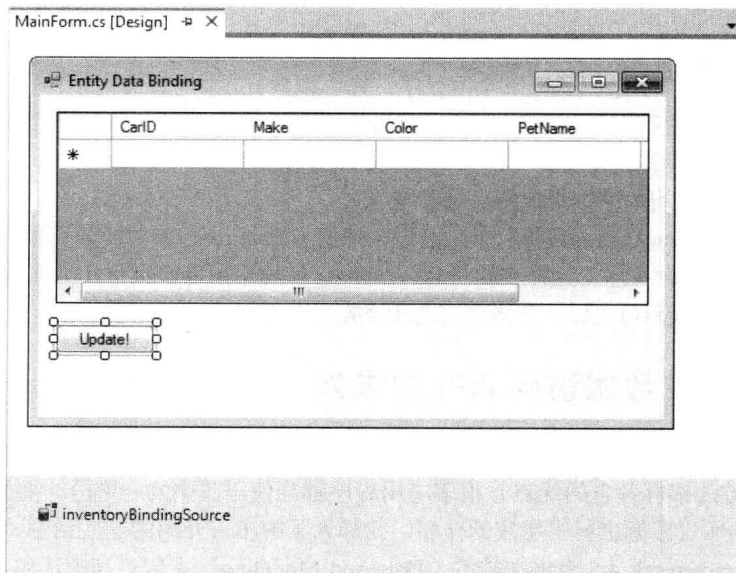 MainForm.cs [Design]
Entity Data Binding
CarID Make Color PetName
Update!
inventoryBindingSource